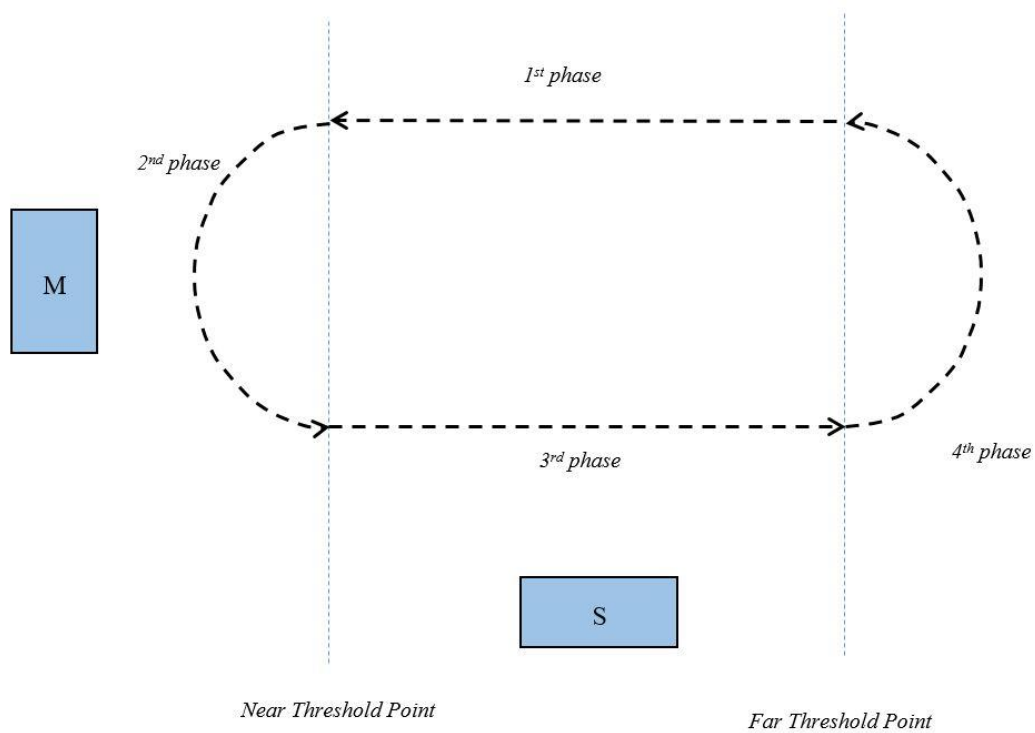 1st phase
2nd phase
M
3rd phase
4th phase
S
Near Threshold Point
Far Threshold Point